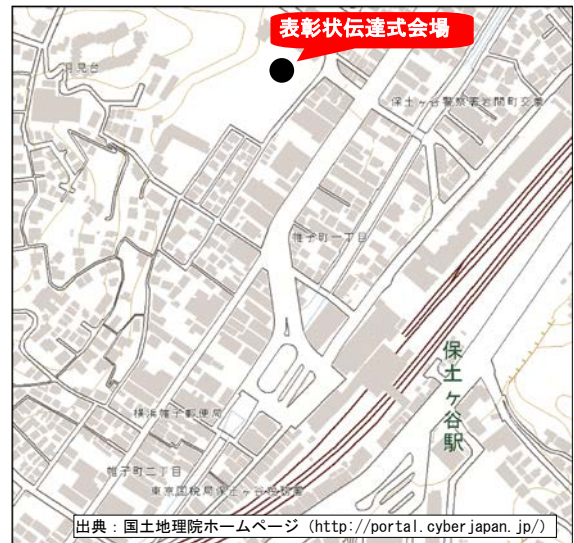 表彰状伝達式会場
月見台
保土ヶ谷警察署岩間町交番
帷子町一丁目
保土ヶ谷駅
横浜帷子郵便局
帷子町二丁目
東京国税局保土ヶ谷税務署
出典：国土地理院ホームページ（http://portal.cyberjapan.jp/）